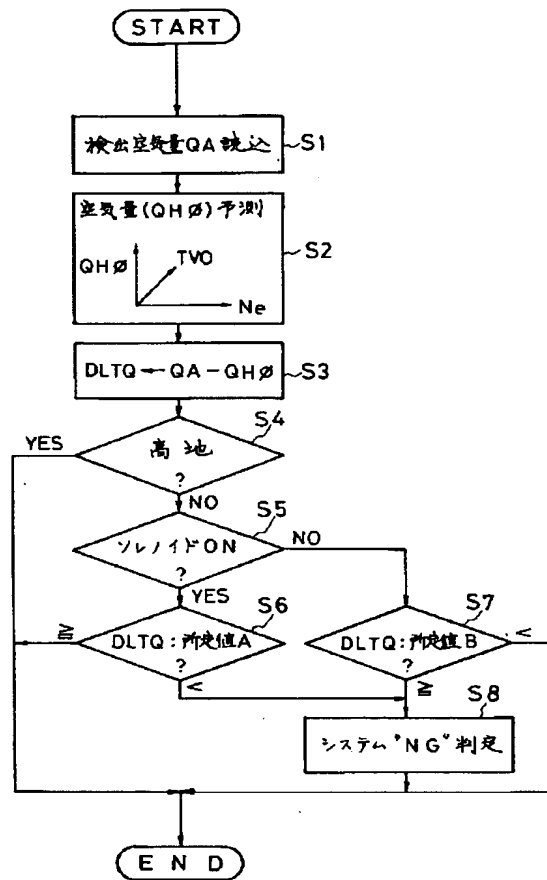 START
検出空気量QA読込
S1
空気量(QHØ)予測
QHØ
TVO
Ne
S2
DLTQ←QA-QHØ
S3
高地
?
S4
YES
NO
ソレノイドON
?
S5
NO
YES
DLTQ:所定値A
?
S6
≧
<
DLTQ:所定値B
?
S7
<
≧
システム"NG"判定
S8
END